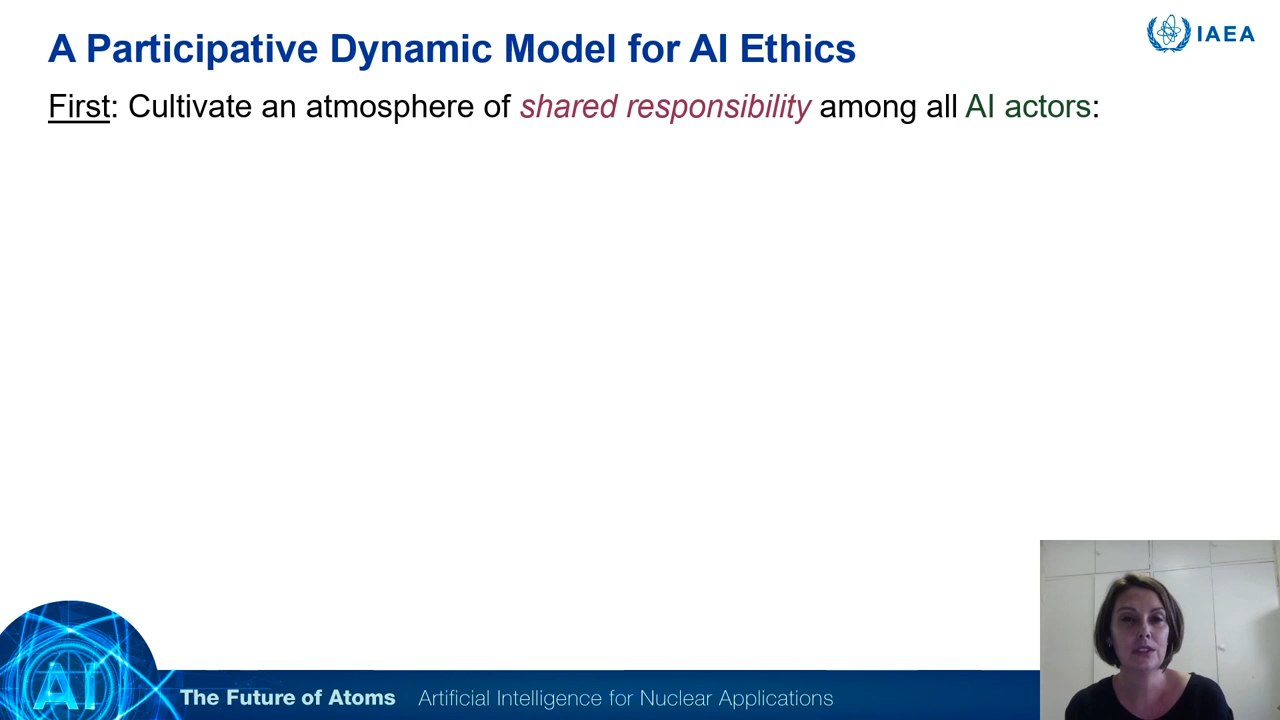 A Participative Dynamic Model for AI Ethics
IAEA
First: Cultivate an atmosphere of shared responsibility among all AI actors:
AI
The Future of Atoms Artificial Intelligence for Nuclear Applications